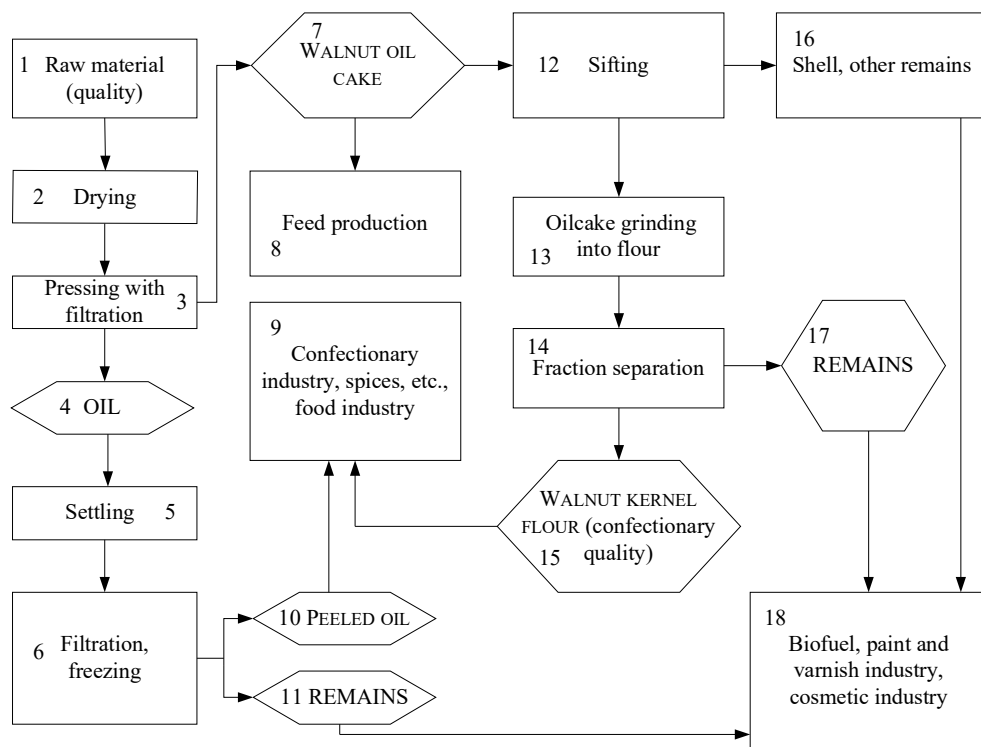 1 Raw material
(quality)
2 Drying
Pressing with
filtration 3
4 OIL
Settling 5
6 Filtration,
freezing
7
WALNUT OIL
CAKE
Feed production
8
9
Confectionary
industry, spices, etc.,
food industry
10 PEELED OIL
11 REMAINS
12 Sifting
Oilcake grinding
into flour
13
14
Fraction separation
WALNUT KERNEL
FLOUR (confectionary
quality)
15
16
Shell, other remains
17
REMAINS
18
Biofuel, paint and
varnish industry,
cosmetic industry